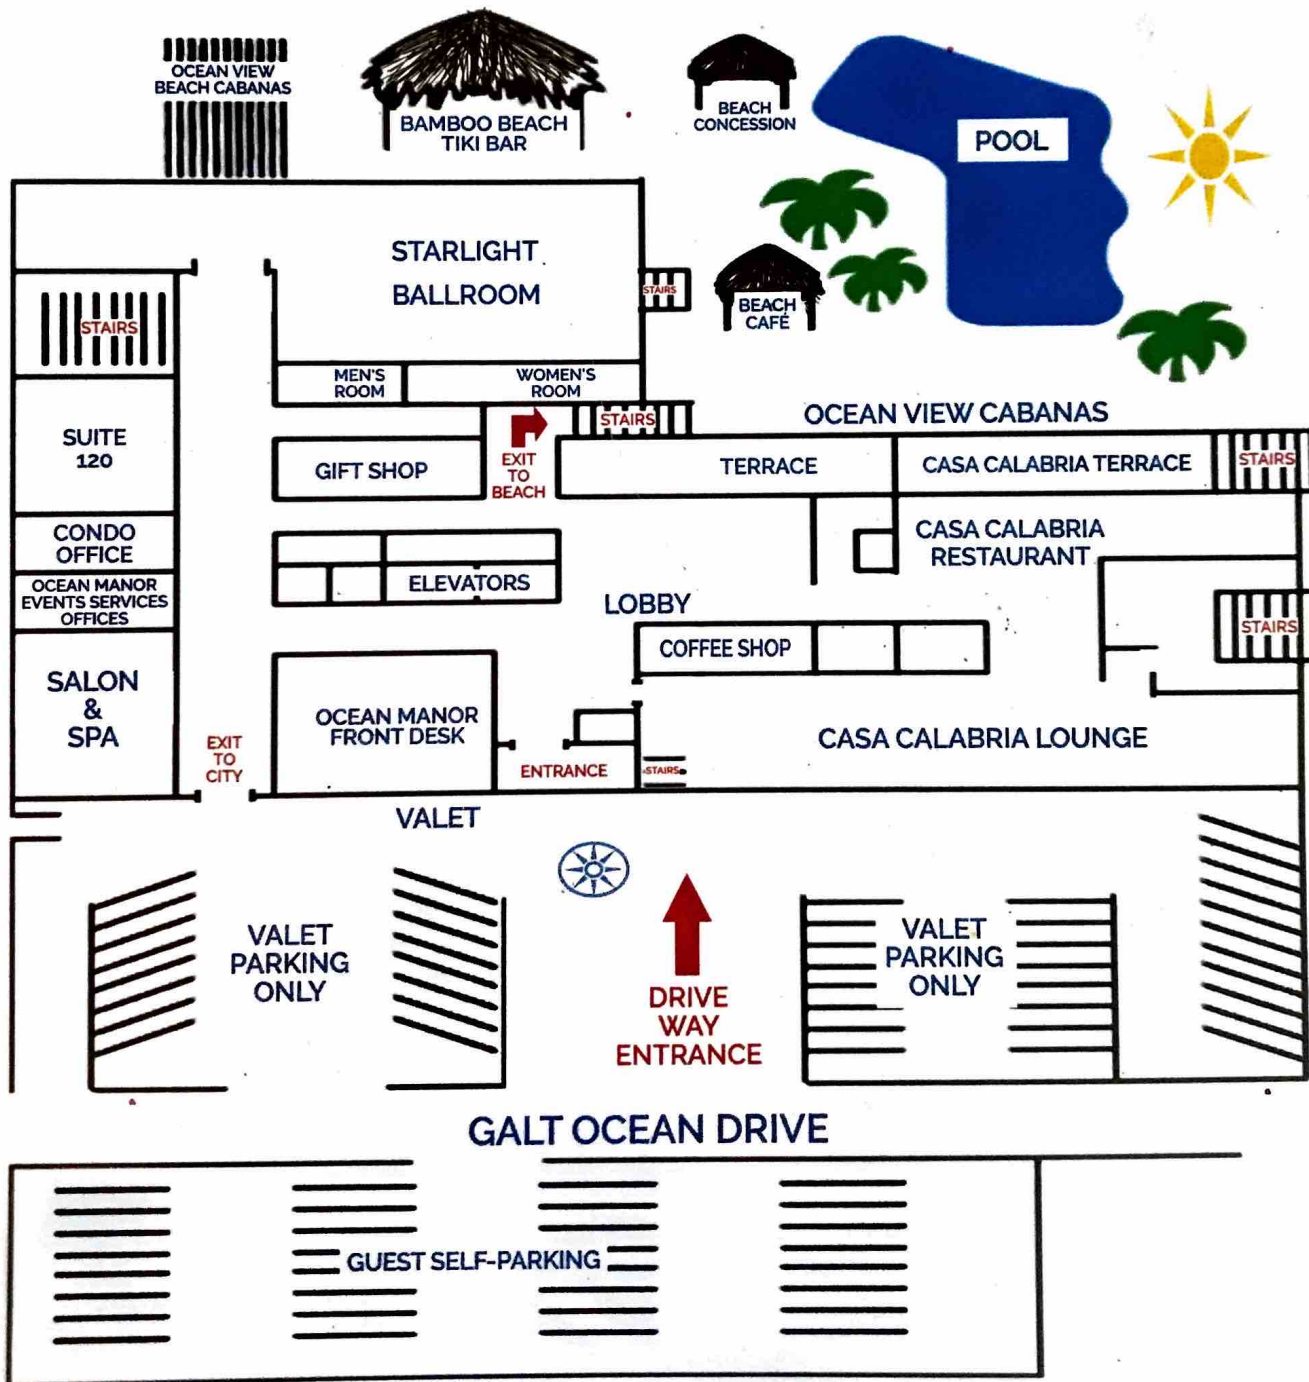 OCEAN VIEW
BEACH CABANAS
BAMBOO BEACH
TIKI BAR
BEACH
CONCESSION
POOL
STARLIGHT
BALLROOM
STAIRS
BEACH
CAFÉ
STAIRS
MEN'S
ROOM
WOMEN'S
ROOM
SUITE
120
GIFT SHOP
EXIT
TO
BEACH
STAIRS
OCEAN VIEW CABANAS
TERRACE
CASA CALABRIA TERRACE
STAIRS
CONDO
OFFICE
CASA CALABRIA
RESTAURANT
OCEAN MANOR
EVENTS SERVICES
OFFICES
ELEVATORS
LOBBY
COFFEE SHOP
STAIRS
SALON
&
SPA
EXIT
TO
CITY
OCEAN MANOR
FRONT DESK
ENTRANCE
STAIRS
CASA CALABRIA LOUNGE
VALET
VALET
PARKING
ONLY
DRIVE
WAY
ENTRANCE
VALET
PARKING
ONLY
GALT OCEAN DRIVE
GUEST SELF-PARKING